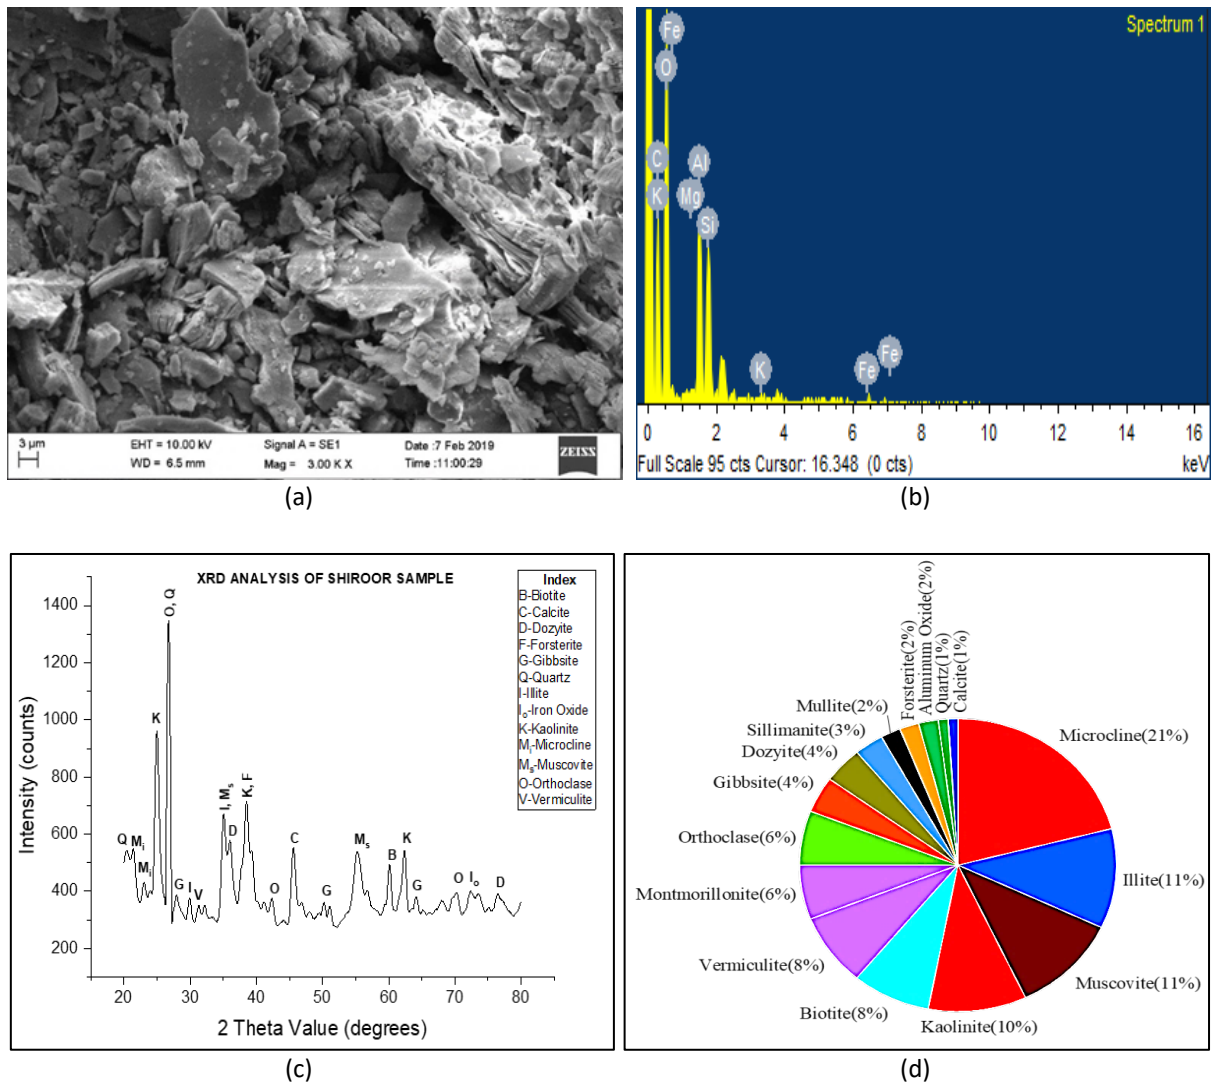 3 µm
EHT = 10.00 kV
Signal A = SE1
Date :7 Feb 2019
WD = 6.5 mm
Mag = 3.00 K X
Time :11:00:29
ZEISS
(a)
Spectrum 1
Fe
O
C
Al
K
Mg
Si
K
Fe
Fe
0 2 4 6 8 10 12 14 16
Full Scale 95 cts Cursor: 16.348 (0 cts)
keV
(b)
XRD ANALYSIS OF SHIROOR SAMPLE
Index
B-Biotite
C-Calcite
D-Dozyite
F-Forsterite
G-Gibbsite
Q-Quartz
I-Illite
Io-Iron Oxide
K-Kaolinite
Mi-Microcline
Ms-Muscovite
O-Orthoclase
V-Vermiculite
Intensity (counts)
1400
1200
1000
800
600
400
200
Q
Mi
Mi
K
O, Q
G
I
V
I, Ms
D
K, F
O
C
G
Ms
B
K
G
O
Io
D
20 30 40 50 60 70 80
2 Theta Value (degrees)
(c)
Forsterite(2%)
Aluminum Oxide(2%)
Quartz(1%)
Calcite(1%)
Mullite(2%)
Sillimanite(3%)
Dozyite(4%)
Gibbsite(4%)
Orthoclase(6%)
Montmorillonite(6%)
Vermiculite(8%)
Biotite(8%)
Kaolinite(10%)
Muscovite(11%)
Illite(11%)
Microcline(21%)
(d)